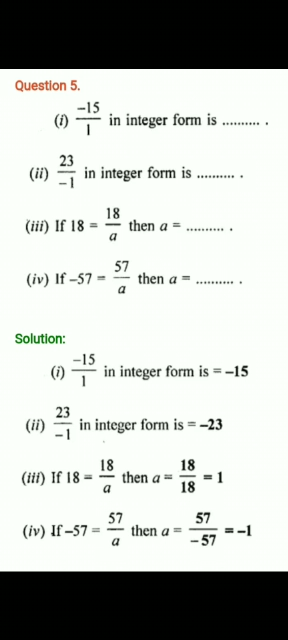 Question 5.
(i) -15/1 in integer form is .......... .
(ii) 23/-1 in integer form is .......... .
(iii) If 18 = 18/a then a = .......... .
(iv) If -57 = 57/a then a = .......... .
Solution:
(i) -15/1 in integer form is = -15
(ii) 23/-1 in integer form is = -23
(iii) If 18 = 18/a then a = 18/18 = 1
(iv) If -57 = 57/a then a = 57/-57 = -1